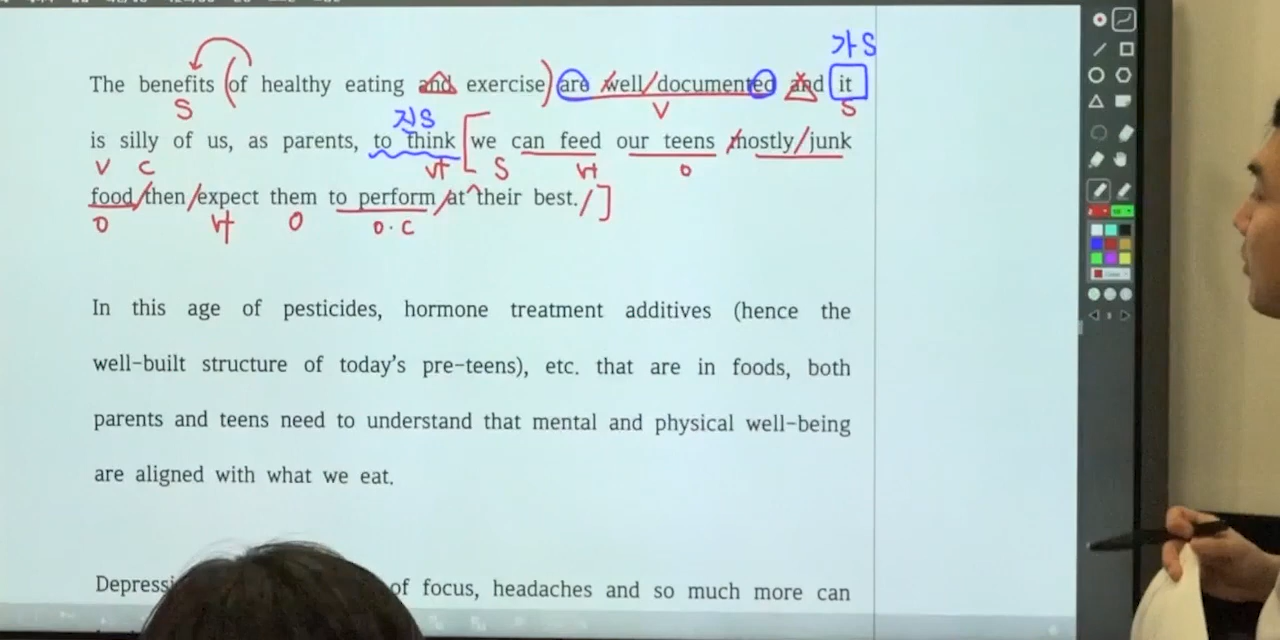 가S
The benefits (of healthy eating and exercise) are well/documented and it
S V S
진S
is silly of us, as parents, to think [we can feed our teens mostly/junk
V C vt S vt O
food/then/expect them to perform/at their best./]
O vt O O·C
In this age of pesticides, hormone treatment additives (hence the
well-built structure of today's pre-teens), etc. that are in foods, both
parents and teens need to understand that mental and physical well-being
are aligned with what we eat.
of focus, headaches and so much more can